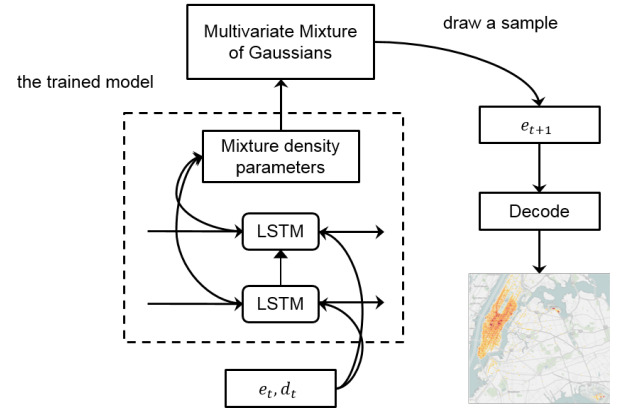 Multivariate Mixture
of Gaussians
draw a sample
the trained model
Mixture density
parameters
LSTM
LSTM
e_t, d_t
e_{t+1}
Decode